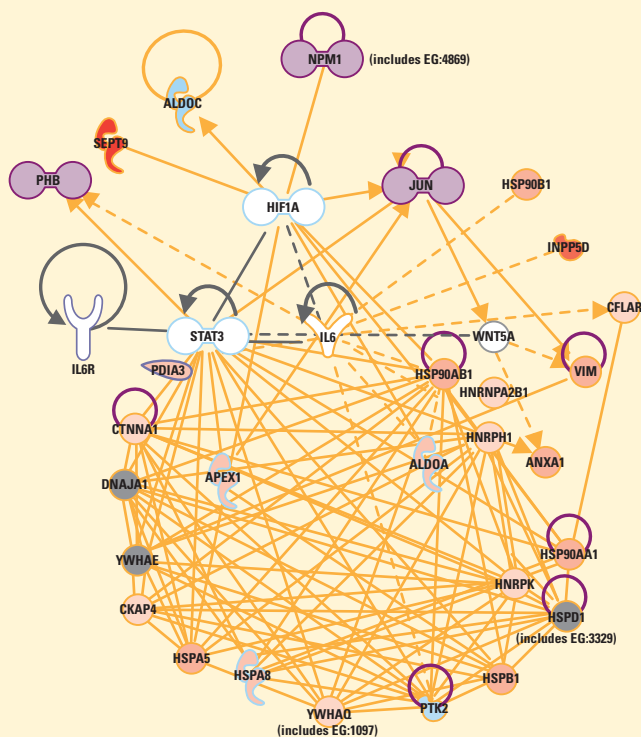 NPM1 (includes EG:4869)
ALDOC
SEPT9
PHB
JUN
HSP90B1
HIF1A
INPP5D
CFLAR
STAT3
IL6
WNT5A
IL6R
PDIA3
HSP90AB1
VIM
HNRNPA2B1
CTNNA1
HNRPH1
ALDOA
ANXA1
APEX1
DNAJA1
YWHAE
HSP90AA1
HNRPK
CKAP4
HSPD1
(includes EG:3329)
HSPA5
HSPA8
HSPB1
YWHAQ
(includes EG:1097)
PTK2